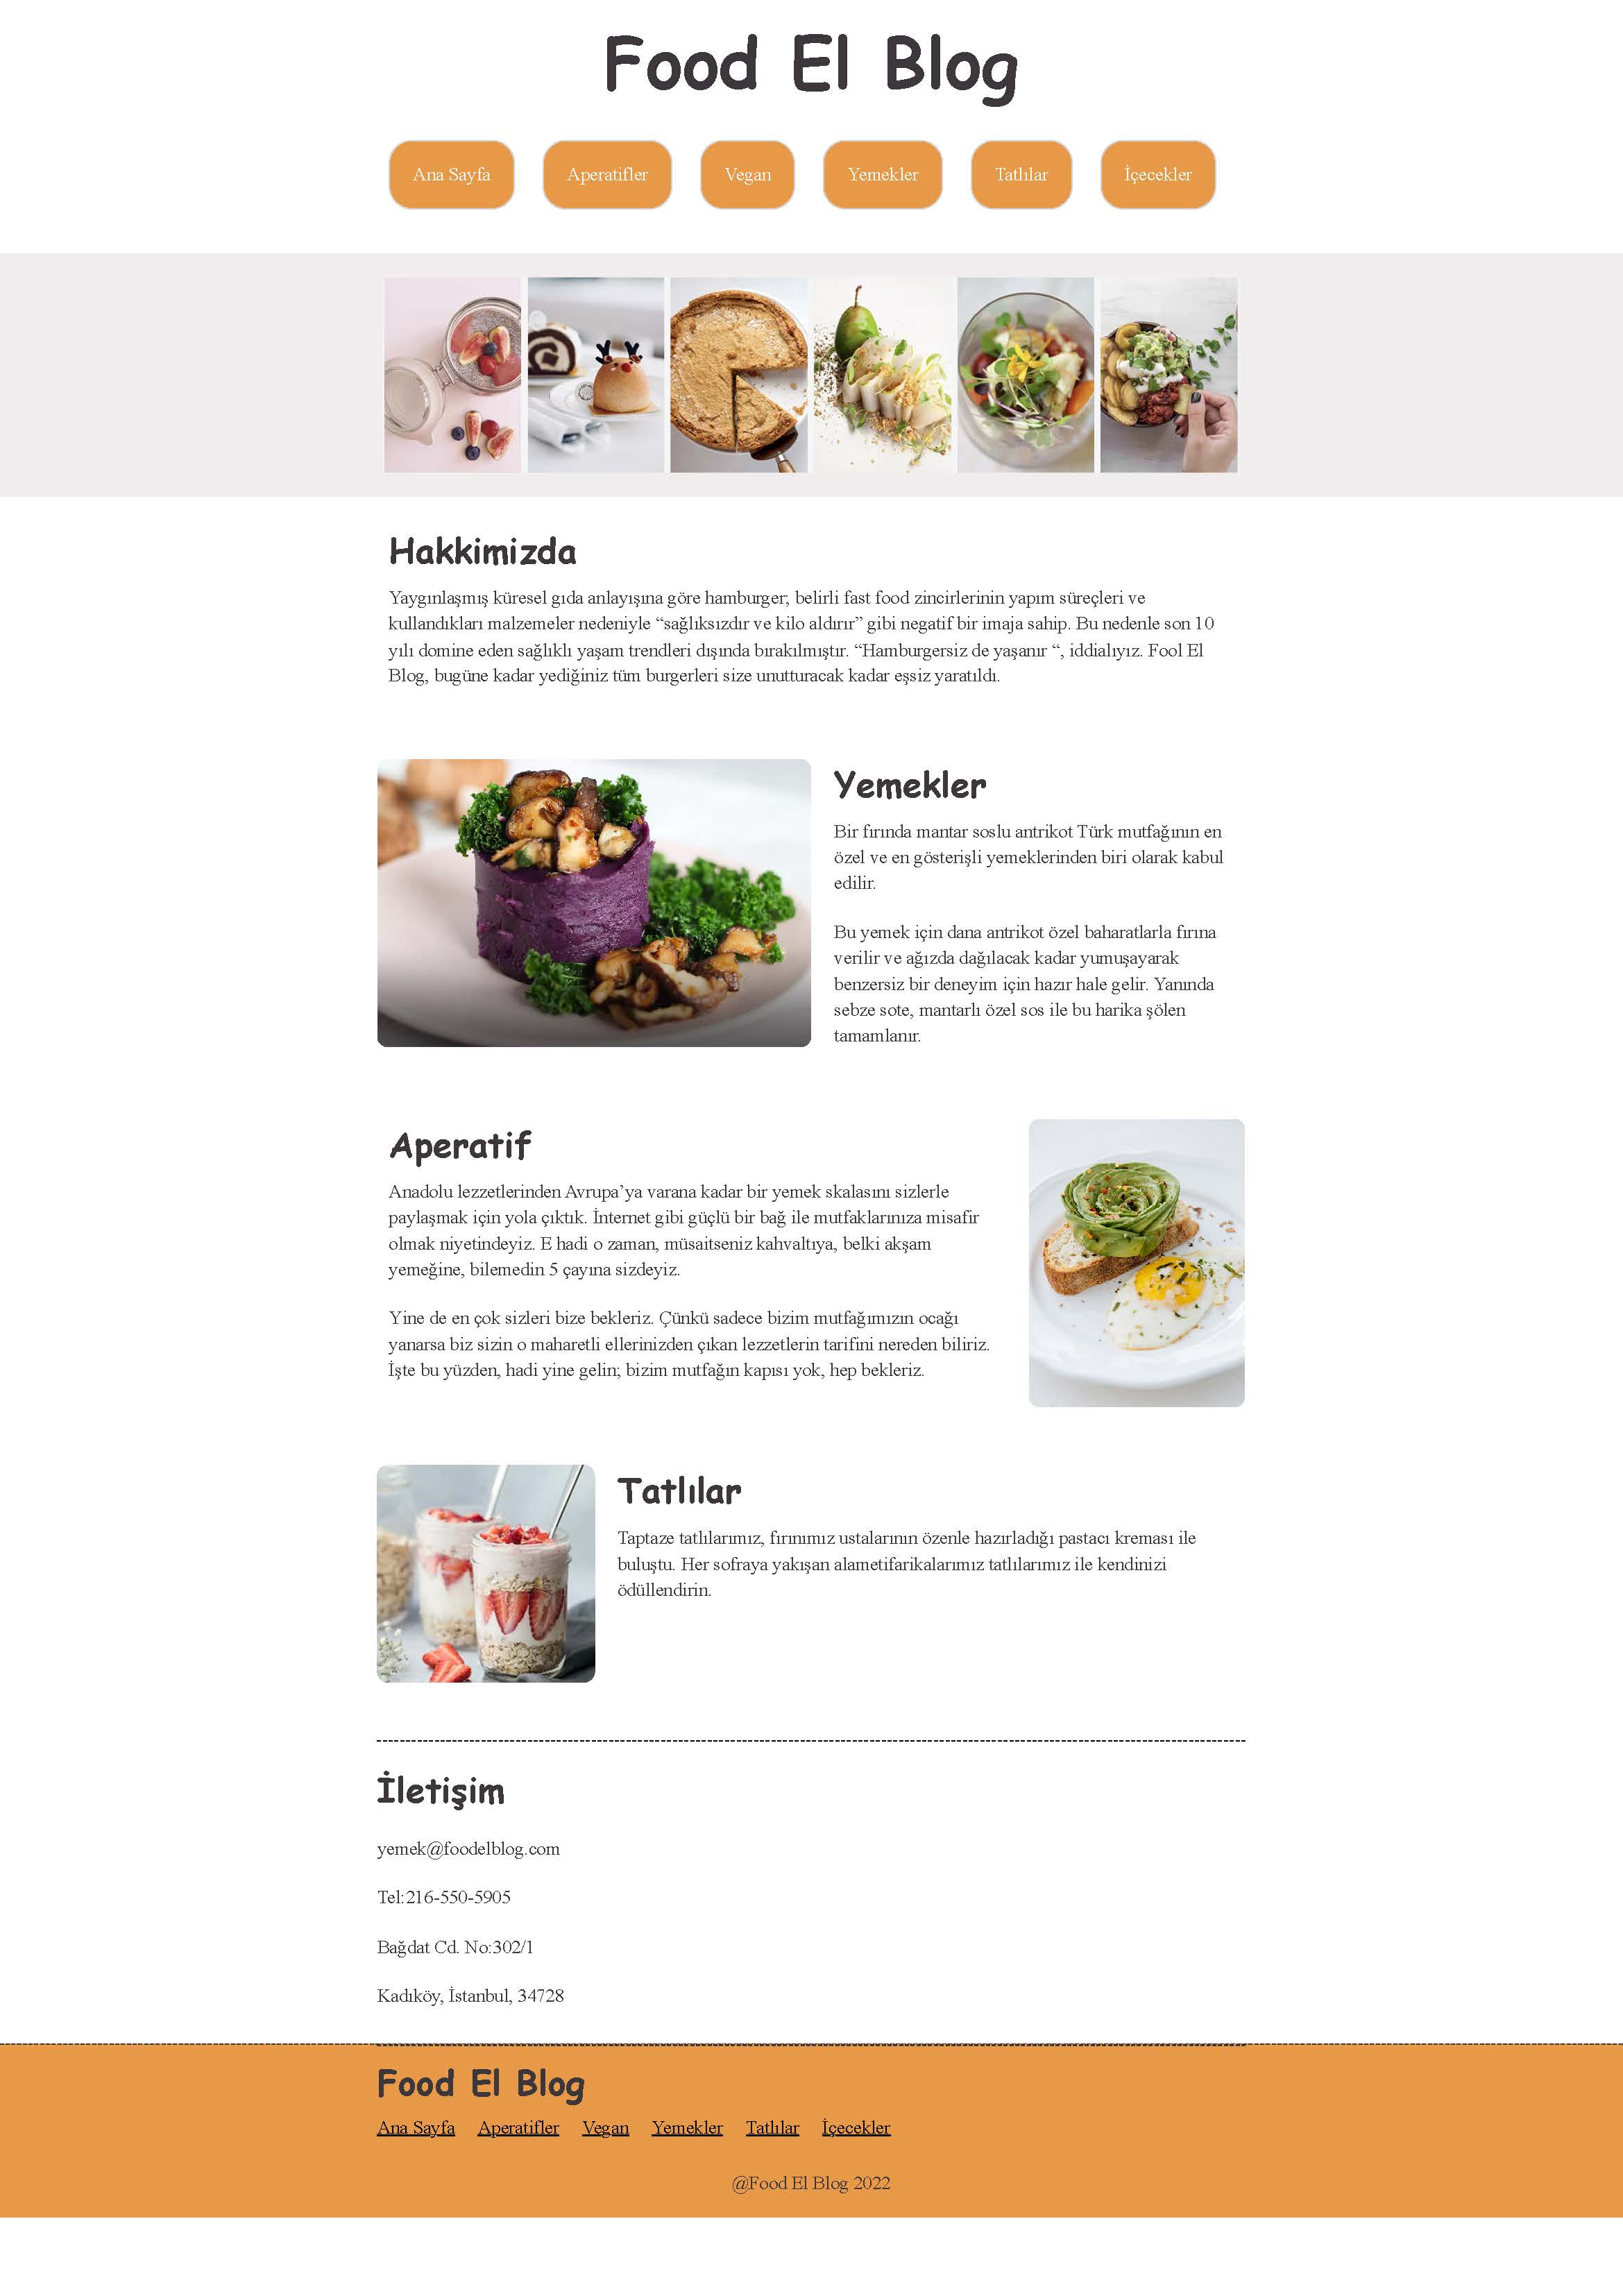 Food El Blog
Ana Sayfa
Aperatifler
Vegan
Yemekler
Tatlılar
İçecekler
Hakkimizda
Yaygınlaşmış küresel gıda anlayışına göre hamburger; belirli fast food zincirlerinin yapım süreçleri ve
kullandıkları malzemeler nedeniyle “sağlıksızdır ve kilo aldırır” gibi negatif bir imaja sahip. Bu nedenle son 10
yılı domine eden sağlıklı yaşam trendleri dışında bırakılmıştır. “Hamburgersiz de yaşanır “, iddialıyız. Fool El
Blog, bugüne kadar yediğiniz tüm burgerleri size unutturacak kadar eşsiz yaratıldı.
Yemekler
Bir fırında mantar soslu antrikot Türk mutfağının en
özel ve en gösterişli yemeklerinden biri olarak kabul
edilir.
Bu yemek için dana antrikot özel baharatlarla fırına
verilir ve ağızda dağılacak kadar yumuşayarak
benzersiz bir deneyim için hazır hale gelir. Yanında
sebze sote, mantarlı özel sos ile bu harika şölen
tamamlanır.
Aperatif
Anadolu lezzetlerinden Avrupa’ya varana kadar bir yemek skalasını sizlerle
paylaşmak için yola çıktık. İnternet gibi güçlü bir bağ ile mutfaklarınıza misafir
olmak niyetindeyiz. E hadi o zaman, müsaitseniz kahvaltıya, belki akşam
yemeğine, bilemedin 5 çayına sizdeyiz.
Yine de en çok sizleri bize bekleriz. Çünkü sadece bizim mutfağımızın ocağı
yanarsa biz sizin o maharetli ellerinizden çıkan lezzetlerin tarifini nereden biliriz.
İşte bu yüzden, hadi yine gelin; bizim mutfağın kapısı yok, hep bekleriz.
Tatlılar
Taptaze tatlılarımız, fırınımız ustalarının özenle hazırladığı pastacı kreması ile
buluştu. Her sofraya yakışan alametifarikalarımız tatlılarımız ile kendinizi
ödüllendirin.
İletişim
yemek@foodelblog.com
Tel:216-550-5905
Bağdat Cd. No:302/1
Kadıköy, İstanbul, 34728
Food El Blog
Ana Sayfa Aperatifler Vegan Yemekler Tatlılar İçecekler
@Food El Blog 2022